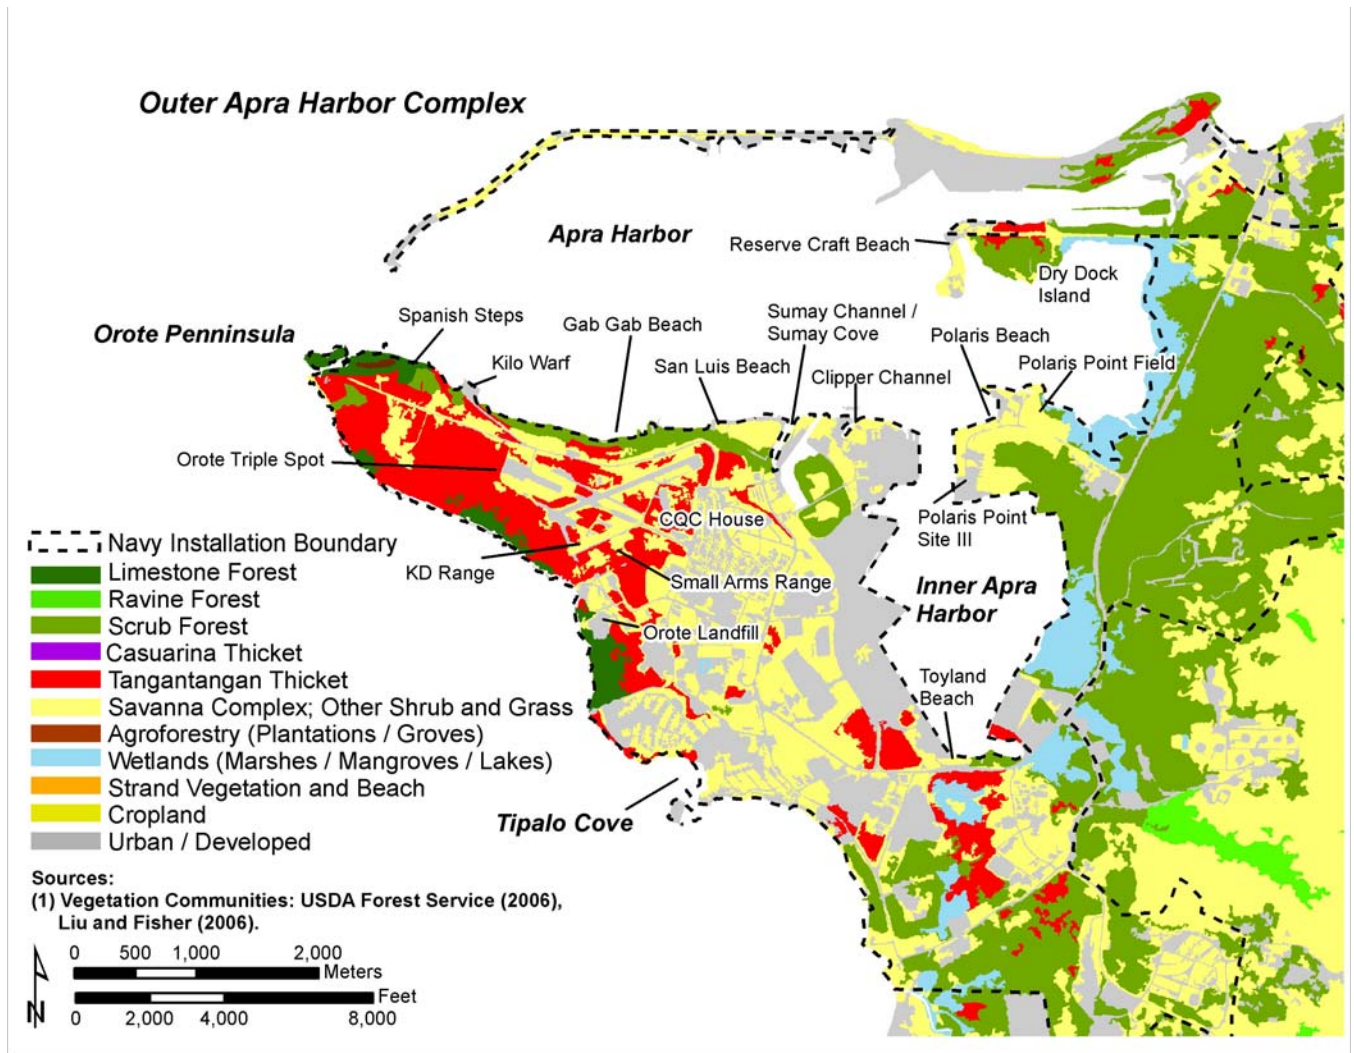 Outer Apra Harbor Complex
Apra Harbor
Reserve Craft Beach
Dry Dock
Island
Orote Penninsula
Spanish Steps
Gab Gab Beach
Sumay Channel /
Sumay Cove
Polaris Beach
Kilo Warf
San Luis Beach
Clipper Channel
Polaris Point Field
Orote Triple Spot
CQC House
Polaris Point
Site III
KD Range
Small Arms Range
Inner Apra
Harbor
Orote Landfill
Toyland
Beach
Tipalo Cove
Navy Installation Boundary
Limestone Forest
Ravine Forest
Scrub Forest
Casuarina Thicket
Tangantangan Thicket
Savanna Complex; Other Shrub and Grass
Agroforestry (Plantations / Groves)
Wetlands (Marshes / Mangroves / Lakes)
Strand Vegetation and Beach
Cropland
Urban / Developed
Sources:
(1) Vegetation Communities: USDA Forest Service (2006),
Liu and Fisher (2006).
0 500 1,000 2,000
Meters
Feet
0 2,000 4,000 8,000
N